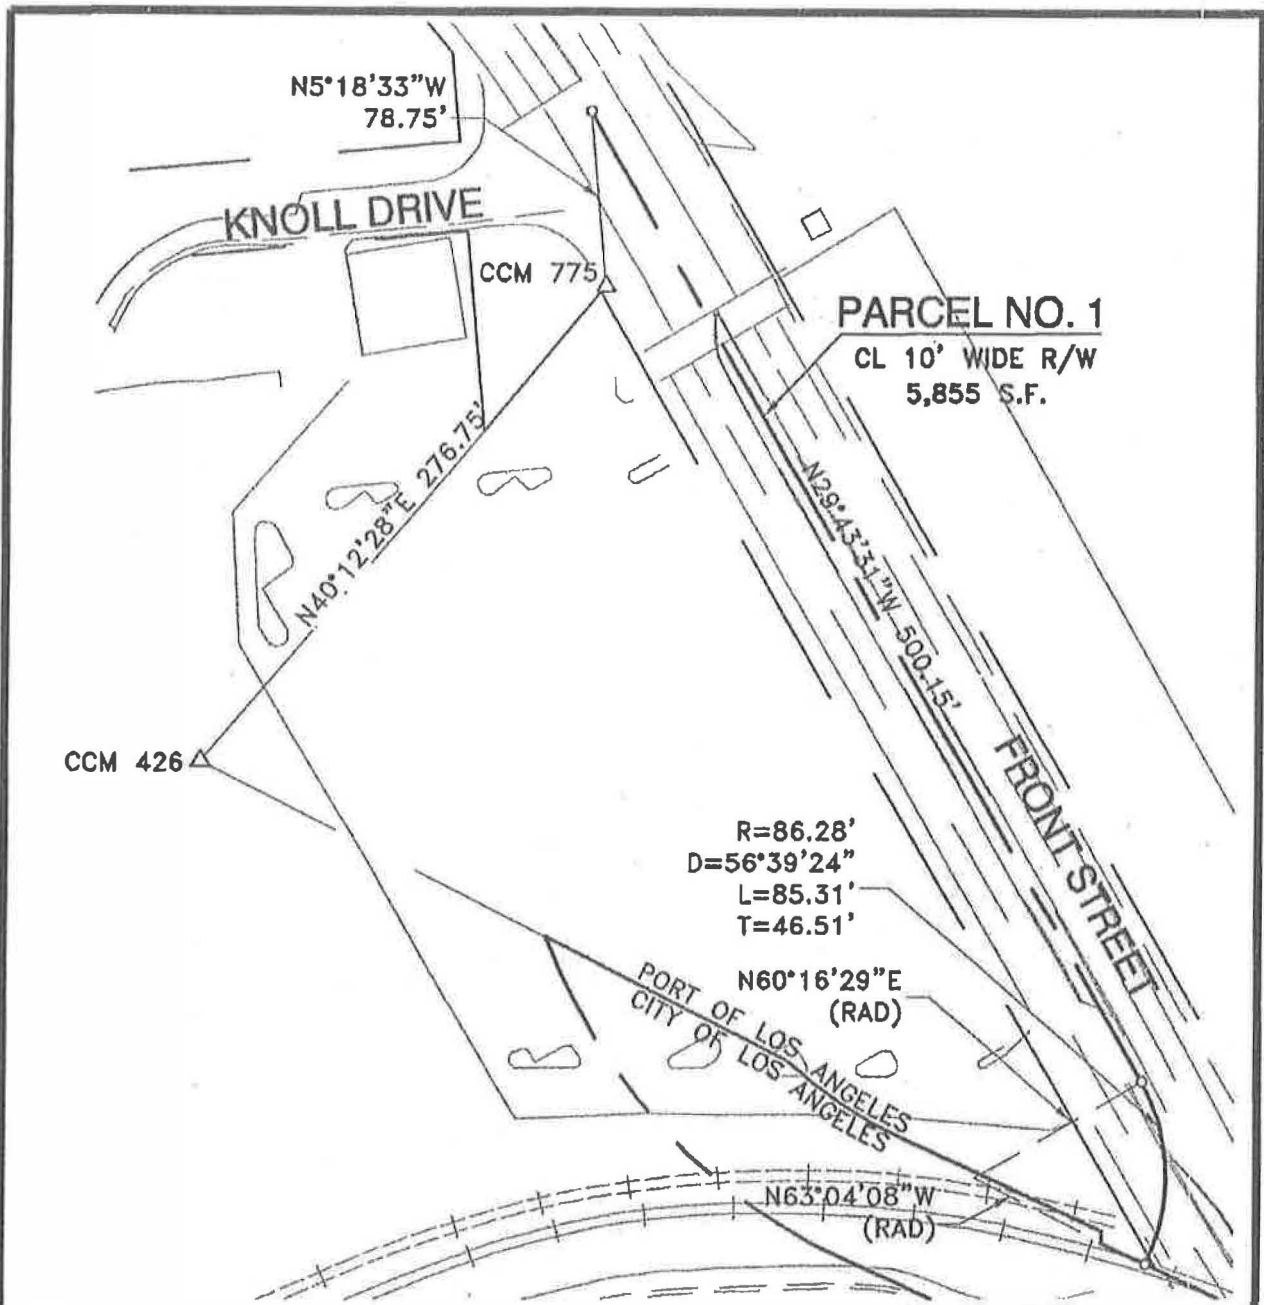 N5°18'33"W
78.75'
KNOLL DRIVE
CCM 775
PARCEL NO. 1
CL 10' WIDE R/W
5,855 S.F.
N40°12'28"E 276.75'
N29°43'31"W 500.15'
CCM 426
FRONT STREET
R=86.28'
D=56°39'24"
L=85.31'
T=46.51'
N60°16'29"E
(RAD)
PORT OF LOS ANGELES
CITY OF LOS ANGELES
N63°04'08"W
(RAD)